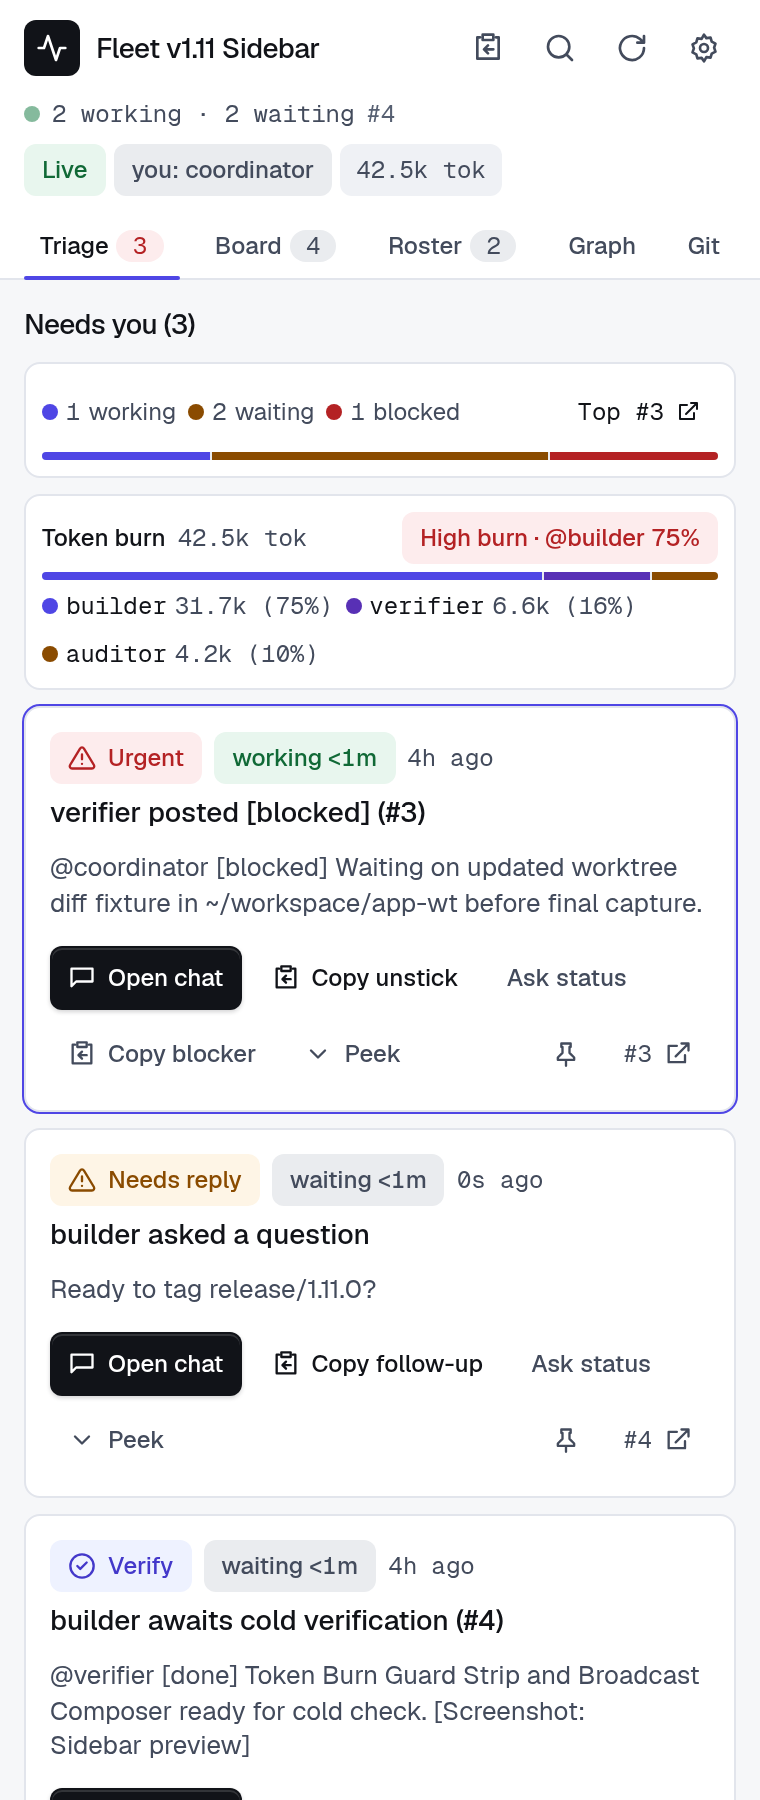 Fleet v1.11 Sidebar
2 working · 2 waiting #4
Live you: coordinator 42.5k tok
Triage 3 Board 4 Roster 2 Graph Git
Needs you (3)
1 working 2 waiting 1 blocked Top #3
Token burn 42.5k tok High burn · @builder 75%
builder 31.7k (75%) verifier 6.6k (16%)
auditor 4.2k (10%)
Urgent working <1m 4h ago
verifier posted [blocked] (#3)
@coordinator [blocked] Waiting on updated worktree
diff fixture in ~/workspace/app-wt before final capture.
Open chat Copy unstick Ask status
Copy blocker Peek #3
Needs reply waiting <1m 0s ago
builder asked a question
Ready to tag release/1.11.0?
Open chat Copy follow-up Ask status
Peek #4
Verify waiting <1m 4h ago
builder awaits cold verification (#4)
@verifier [done] Token Burn Guard Strip and Broadcast
Composer ready for cold check. [Screenshot:
Sidebar preview]